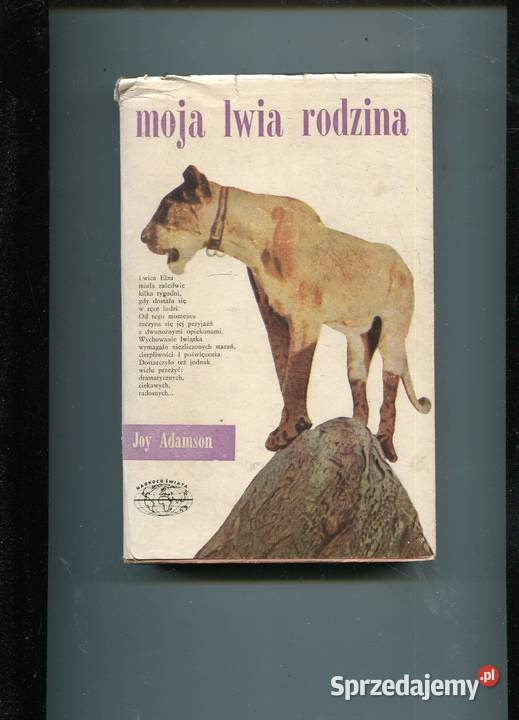 moja lwia rodzina
Lwica Elza
miała zaledwie
kilka tygodni,
gdy dostała się
w ręce ludzi.
Od tego momentu
zaczyna się jej przyjaźń
z dwunożnymi opiekunami.
Wychowanie lwiątka
wymagało niezliczonych starań,
cierpliwości i poświęcenia.
Dostarczyło też jednak
wielu przeżyć:
dramatycznych,
ciekawych,
radosnych...
Joy Adamson
NAOKOŁO ŚWIATA
Sprzedajemy.pl